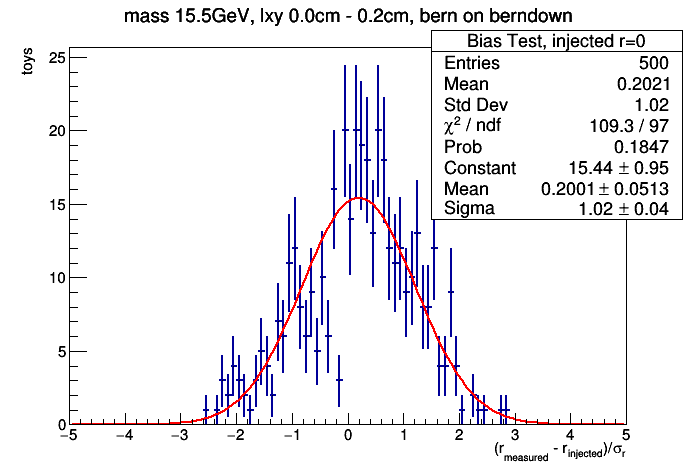 mass 15.5GeV, lxy 0.0cm - 0.2cm, bern on berndown
Bias Test, injected r=0
Entries 500
Mean 0.2021
Std Dev 1.02
χ² / ndf 109.3 / 97
Prob 0.1847
Constant 15.44 ± 0.95
Mean 0.2001 ± 0.0513
Sigma 1.02 ± 0.04
toys
25
20
15
10
5
0
−5 −4 −3 −2 −1 0 1 2 3 4 5
(r_measured - r_injected)/σ_r